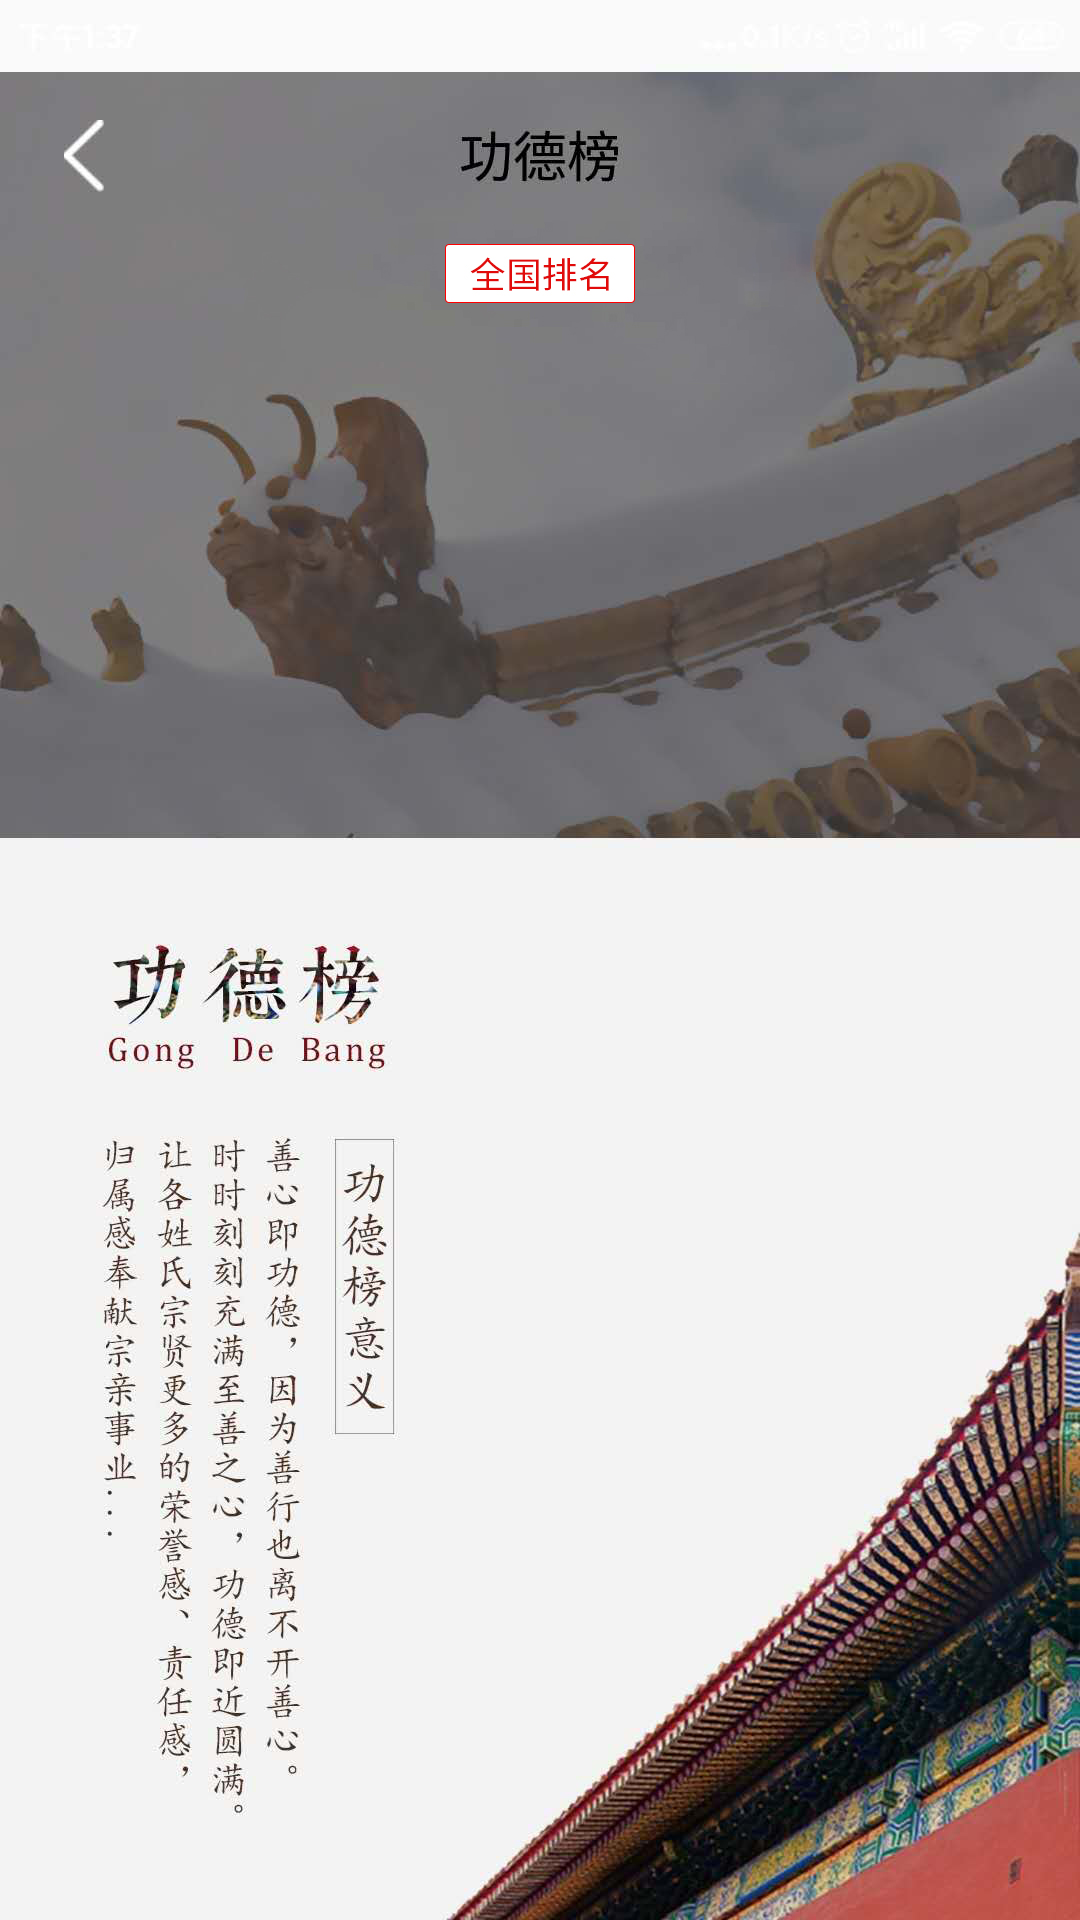 下午1:37
0.1K/s
功德榜
全国排名
功德榜
Gong De Bang
功德榜意义
善心即功德，因为善行也离不开善心。
时时刻刻充满至善之心，功德即近圆满。
让各姓氏宗贤更多的荣誉感、责任感，
归属感奉献宗亲事业...